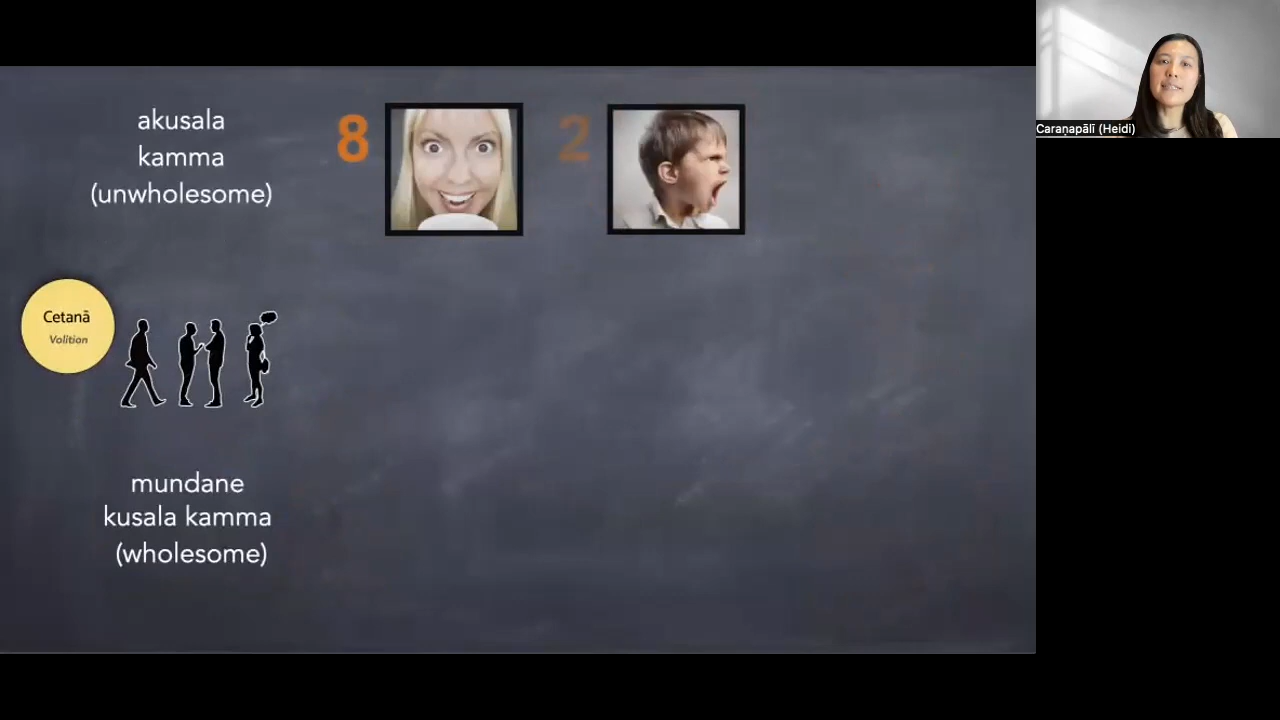 akusala
kamma
(unwholesome)
8
2
Cetanā
Volition
mundane
kusala kamma
(wholesome)
Caraṇapālī (Heidi)